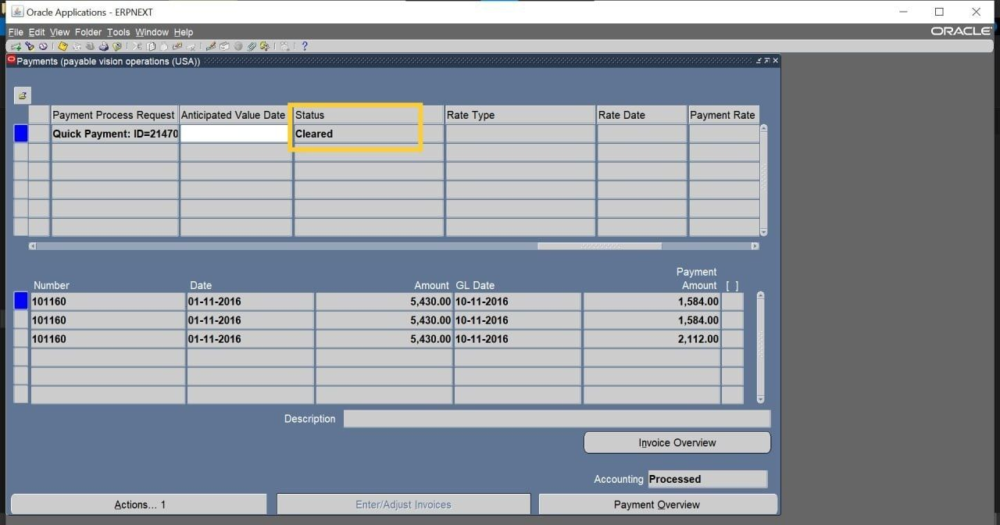 Oracle Applications - ERPNEXT
File Edit View Folder Tools Window Help
ORACLE
Payments (payable vision operations (USA))
Payment Process Request Anticipated Value Date Status Rate Type Rate Date Payment Rate
Quick Payment: ID=21470 Cleared
Payment
Number Date Amount GL Date Amount [ ]
101160 01-11-2016 5,430.00 10-11-2016 1,584.00
101160 01-11-2016 5,430.00 10-11-2016 1,584.00
101160 01-11-2016 5,430.00 10-11-2016 2,112.00
Description
Invoice Overview
Accounting Processed
Actions... 1 Enter/Adjust Invoices Payment Overview